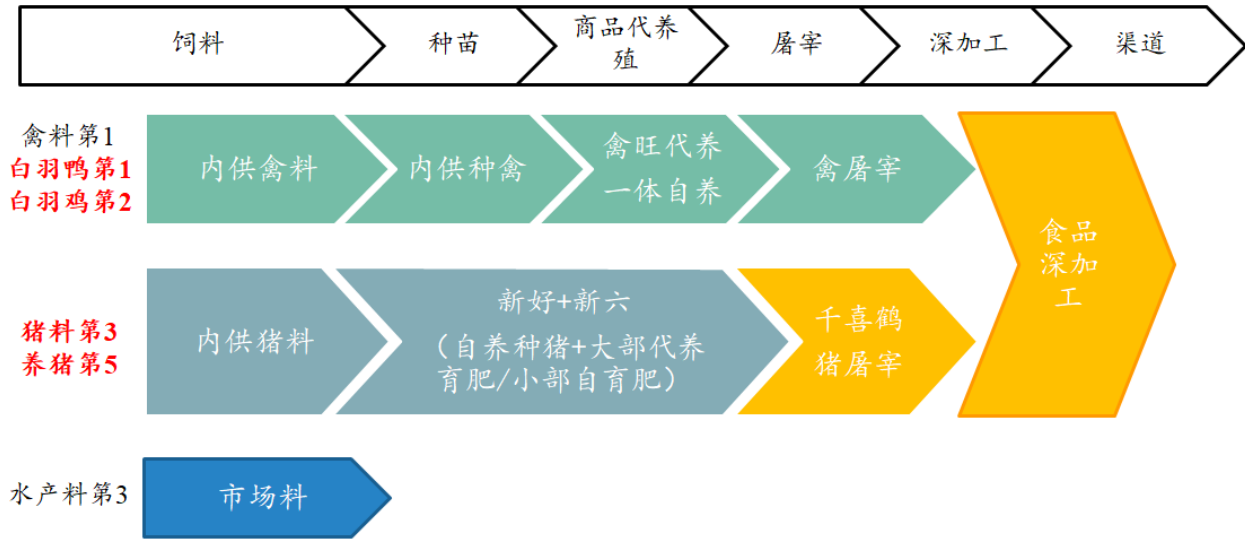 饲料
种苗
商品代养
殖
屠宰
深加工
渠道
禽料第1
白羽鸭第1
白羽鸡第2
内供禽料
内供种禽
禽旺代养
一体自养
禽屠宰
食品
深加
工
猪料第3
养猪第5
内供猪料
新好+新六
（自养种猪+大部代养
育肥/小部自育肥）
千喜鹤
猪屠宰
水产料第3
市场料